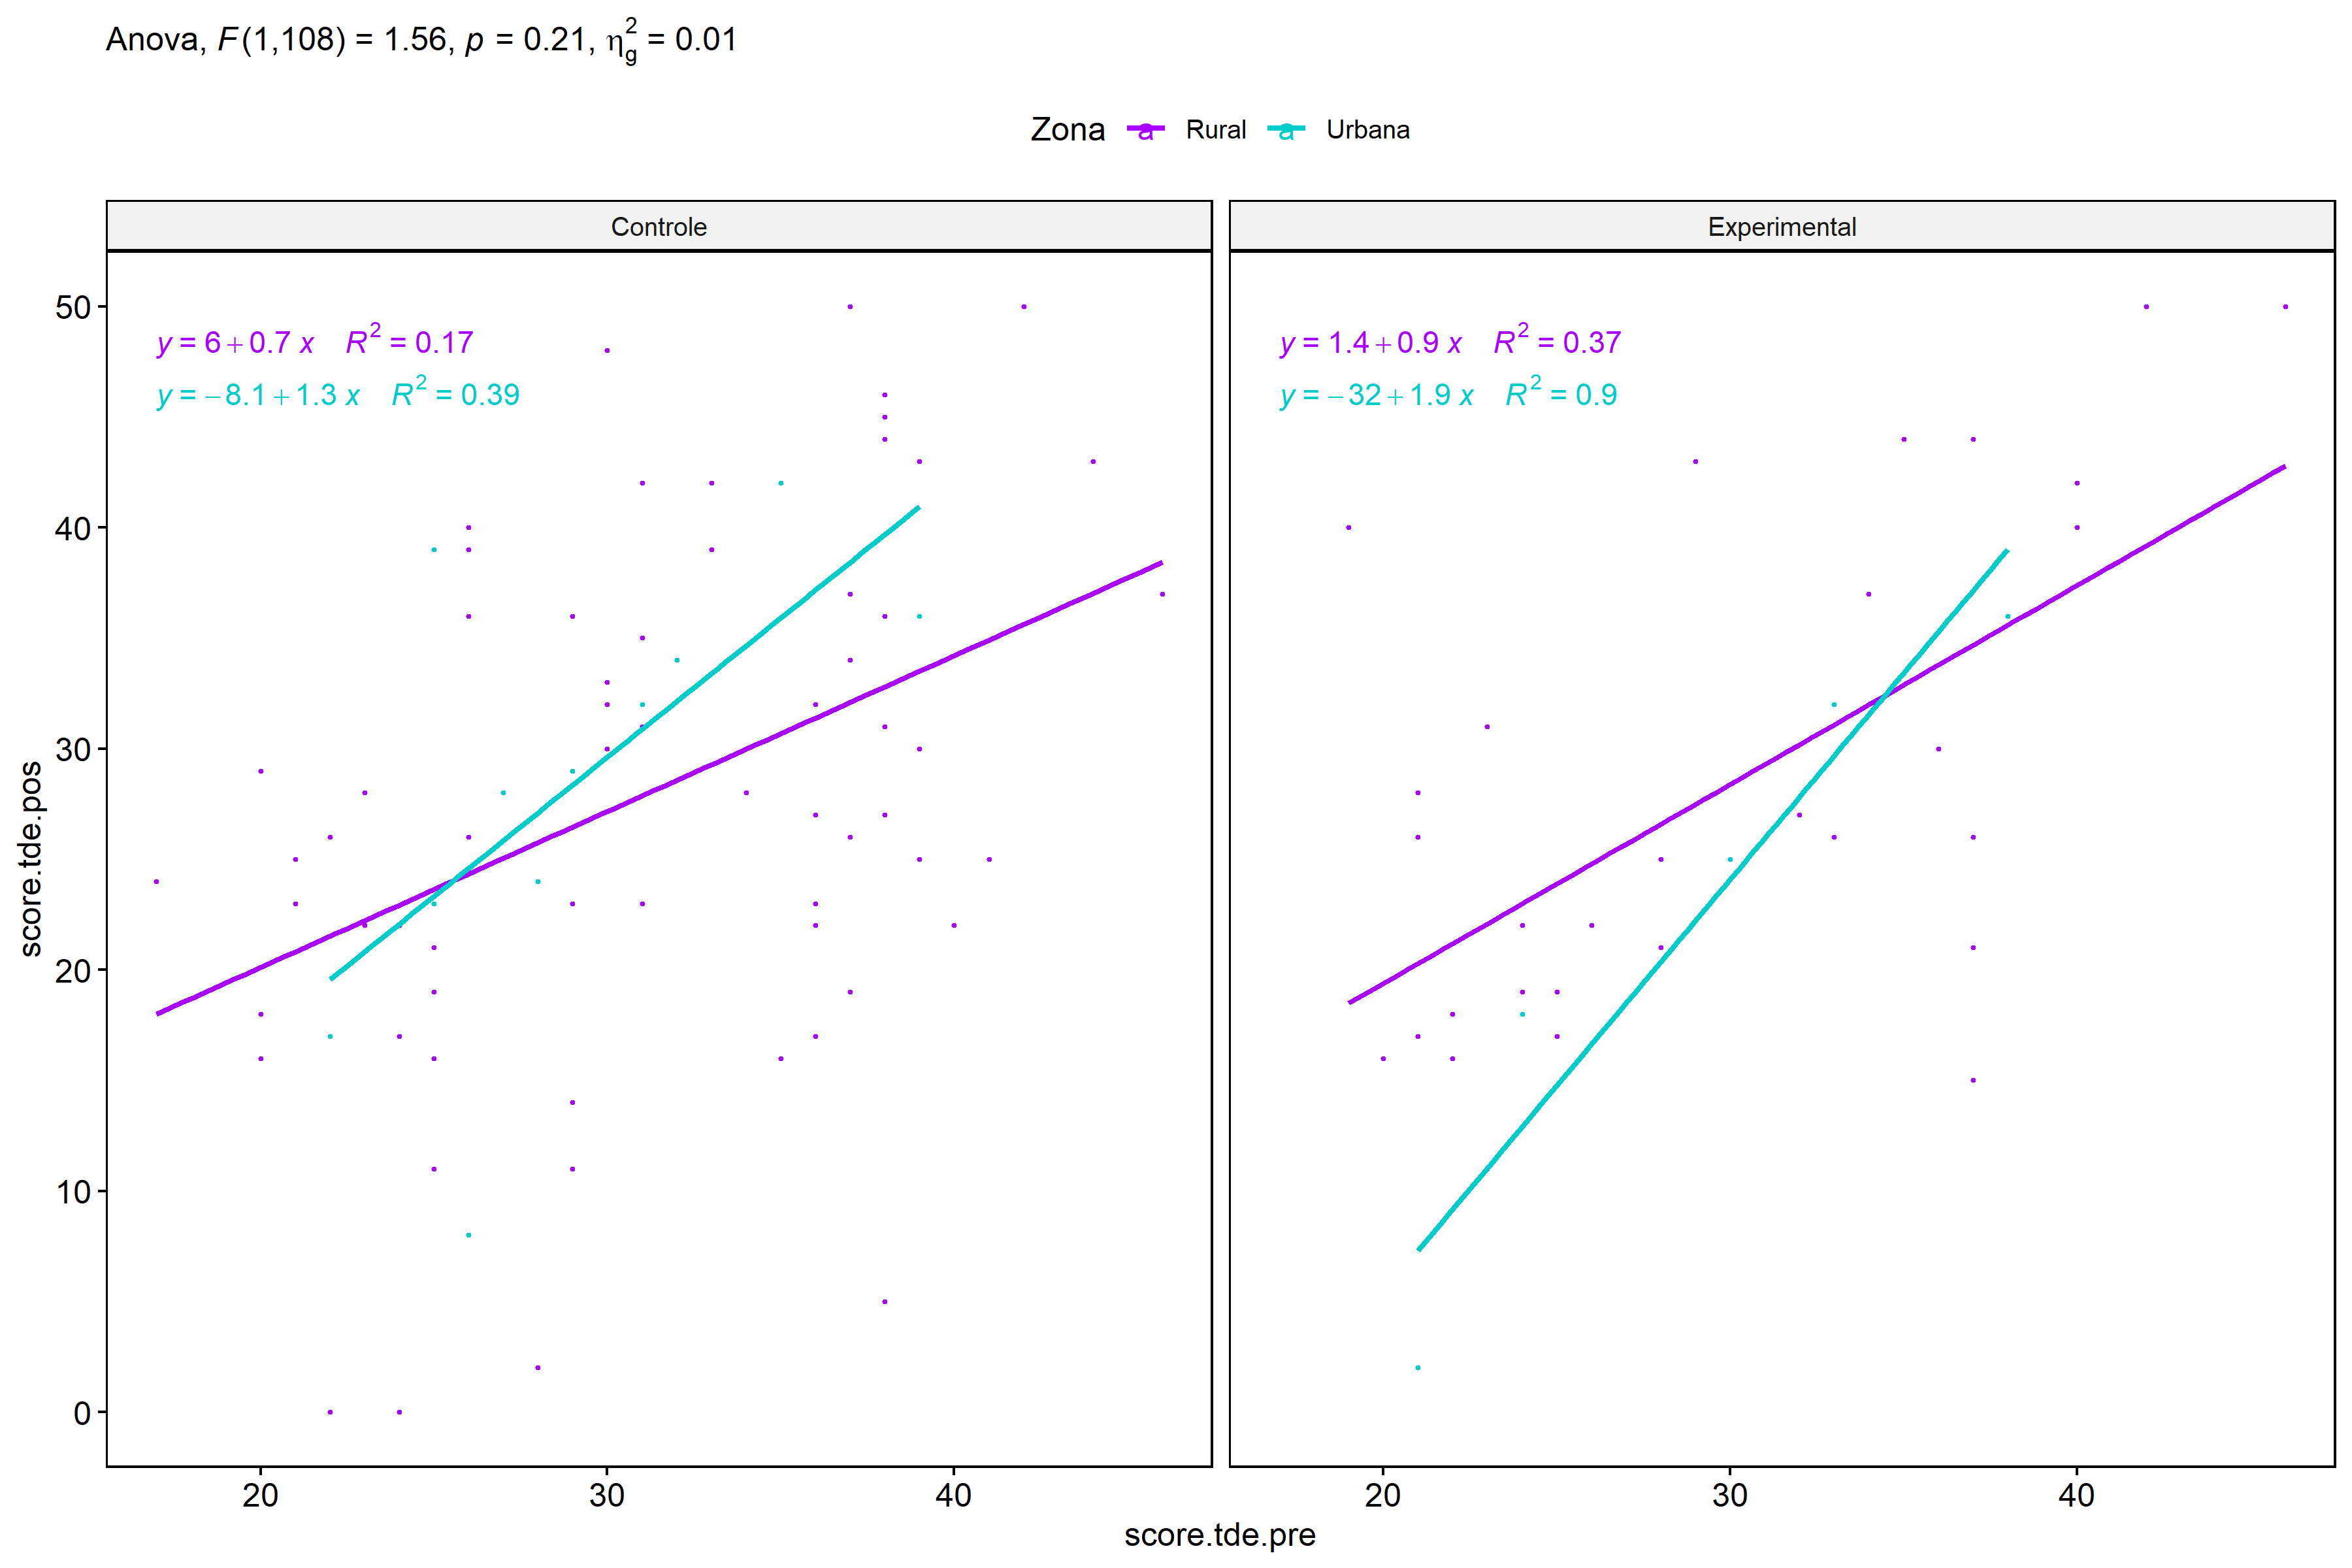 Anova, F(1,108) = 1.56, p = 0.21, η²g = 0.01
Zona a Rural a Urbana
Controle
Experimental
50
40
30
20
10
0
y = 6 + 0.7 x R² = 0.17
y = −8.1 + 1.3 x R² = 0.39
y = 1.4 + 0.9 x R² = 0.37
y = −32 + 1.9 x R² = 0.9
score.tde.pos
20 30 40
20 30 40
score.tde.pre